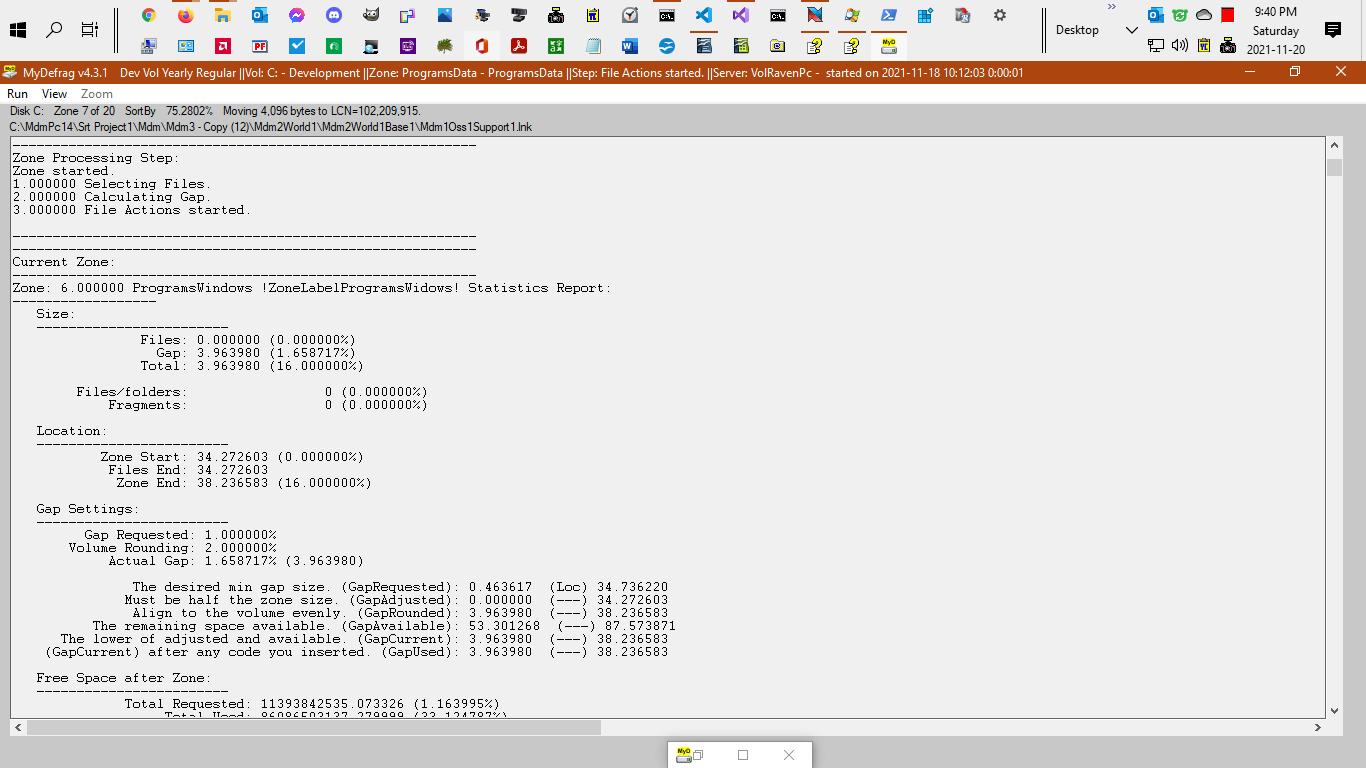 Desktop
»
9:40 PM
Saturday
2021-11-20
MyDefrag v4.3.1    Dev Vol Yearly Regular ||Vol: C: - Development ||Zone: ProgramsData - ProgramsData ||Step: File Actions started. ||Server: VolRavenPc -  started on 2021-11-18 10:12:03 0:00:01
Run View Zoom
Disk C:   Zone 7 of 20   SortBy   75.2802%   Moving 4,096 bytes to LCN=102,209,915.
C:\MdmPc14\Srt Project1\Mdm\Mdm3 - Copy (12)\Mdm2World1\Mdm2World1Base1\Mdm1Oss1Support1.lnk
----------------------------------------------------------
Zone Processing Step:
Zone started.
1.000000 Selecting Files.
2.000000 Calculating Gap.
3.000000 File Actions started.
----------------------------------------------------------
----------------------------------------------------------
Current Zone:
----------------------------------------------------------
Zone: 6.000000 ProgramsWindows !ZoneLabelProgramsWidows! Statistics Report:
------------------
Size:
------------------------
Files: 0.000000 (0.000000%)
Gap: 3.963980 (1.658717%)
Total: 3.963980 (16.000000%)
Files/folders: 0 (0.000000%)
Fragments: 0 (0.000000%)
Location:
------------------------
Zone Start: 34.272603 (0.000000%)
Files End: 34.272603
Zone End: 38.236583 (16.000000%)
Gap Settings:
------------------------
Gap Requested: 1.000000%
Volume Rounding: 2.000000%
Actual Gap: 1.658717% (3.963980)
The desired min gap size. (GapRequested): 0.463617  (Loc) 34.736220
Must be half the zone size. (GapAdjusted): 0.000000  (---) 34.272603
Align to the volume evenly. (GapRounded): 3.963980  (---) 38.236583
The remaining space available. (GapAvailable): 53.301268  (---) 87.573871
The lower of adjusted and available. (GapCurrent): 3.963980  (---) 38.236583
(GapCurrent) after any code you inserted. (GapUsed): 3.963980  (---) 38.236583
Free Space after Zone:
------------------------
Total Requested: 11393842535.073326 (1.163995%)
Total Used: 86086503137.279999 (33.124787%)
MyD